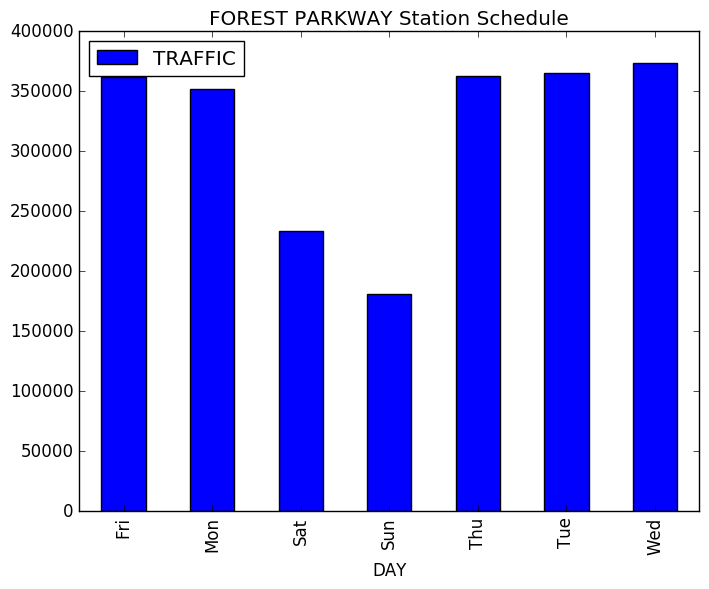 FOREST PARKWAY Station Schedule
400000
350000
300000
250000
200000
150000
100000
50000
0
TRAFFIC
Fri
Mon
Sat
Sun
Thu
Tue
Wed
DAY